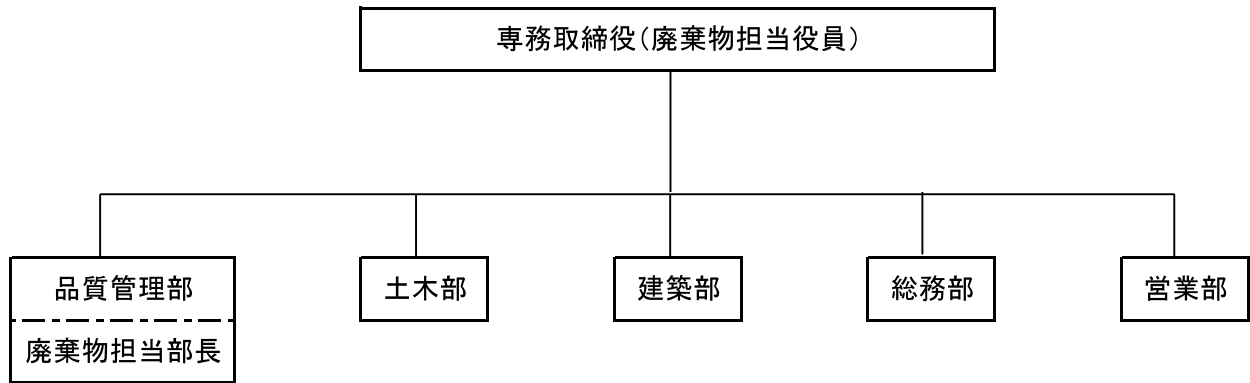 専務取締役（廃棄物担当役員）
品質管理部
廃棄物担当部長
土木部
建築部
総務部
営業部